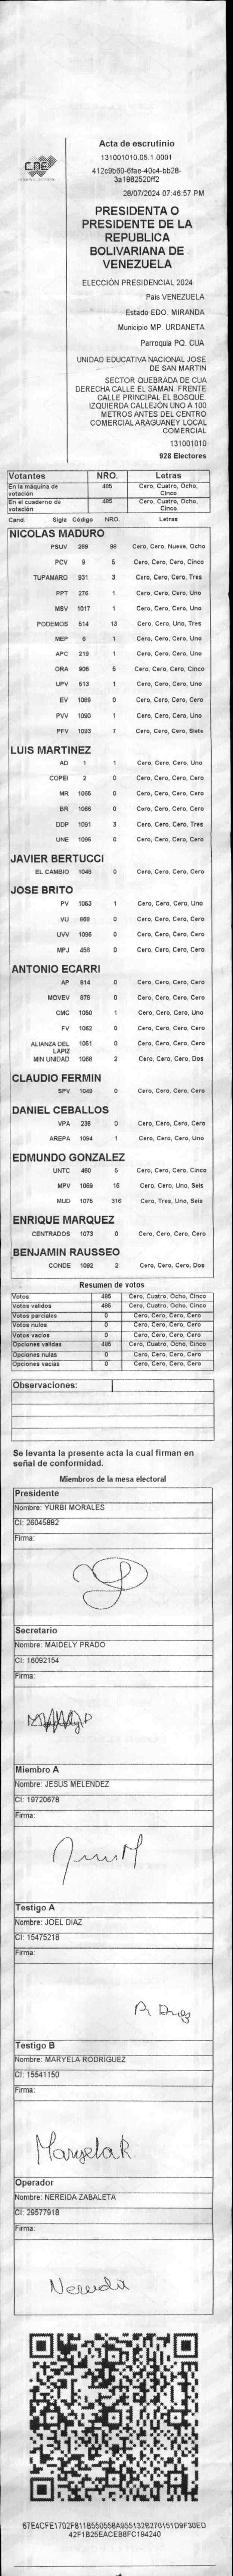 CNE
Acta de escrutinio
131001010.05.1.0001
412c9b60-6fae-40c4-bb28-
3a1982520ff2
28/07/2024 07:46:57 PM
PRESIDENTA O
PRESIDENTE DE LA
REPUBLICA
BOLIVARIANA DE
VENEZUELA
ELECCIÓN PRESIDENCIAL 2024
País VENEZUELA
Estado EDO. MIRANDA
Municipio MP. URDANETA
Parroquia PQ. CUA
UNIDAD EDUCATIVA NACIONAL JOSE
DE SAN MARTIN
SECTOR QUEBRADA DE CUA
DERECHA CALLE EL SAMAN. FRENTE
CALLE PRINCIPAL EL BOSQUE
IZQUIERDA CALLEJÓN UNO A 100
METROS ANTES DEL CENTRO
COMERCIAL ARAGUANEY LOCAL
COMERCIAL
131001010
928 Electores
Votantes NRO. Letras
En la máquina de votación 485 Cero, Cuatro, Ocho, Cinco
En el cuaderno de votación 485 Cero, Cuatro, Ocho, Cinco
Cand. Sigla Código NRO. Letras
NICOLAS MADURO
PSUV 269 98 Cero, Cero, Nueve, Ocho
PCV 9 5 Cero, Cero, Cero, Cinco
TUPAMARO 931 3 Cero, Cero, Cero, Tres
PPT 276 1 Cero, Cero, Cero, Uno
MSV 1017 1 Cero, Cero, Cero, Uno
PODEMOS 514 13 Cero, Cero, Uno, Tres
MEP 6 1 Cero, Cero, Cero, Uno
APC 219 1 Cero, Cero, Cero, Uno
ORA 908 5 Cero, Cero, Cero, Cinco
UPV 513 1 Cero, Cero, Cero, Uno
EV 1089 0 Cero, Cero, Cero, Cero
PVV 1090 1 Cero, Cero, Cero, Uno
PFV 1093 7 Cero, Cero, Cero, Siete
LUIS MARTINEZ
AD 1 1 Cero, Cero, Cero, Uno
COPEI 2 0 Cero, Cero, Cero, Cero
MR 1065 0 Cero, Cero, Cero, Cero
BR 1066 0 Cero, Cero, Cero, Cero
DDP 1091 3 Cero, Cero, Cero, Tres
UNE 1095 0 Cero, Cero, Cero, Cero
JAVIER BERTUCCI
EL CAMBIO 1048 0 Cero, Cero, Cero, Cero
JOSE BRITO
PV 1053 1 Cero, Cero, Cero, Uno
VU 868 0 Cero, Cero, Cero, Cero
UVV 1096 0 Cero, Cero, Cero, Cero
MPJ 458 0 Cero, Cero, Cero, Cero
ANTONIO ECARRI
AP 814 0 Cero, Cero, Cero, Cero
MOVEV 878 0 Cero, Cero, Cero, Cero
CMC 1050 1 Cero, Cero, Cero, Uno
FV 1062 0 Cero, Cero, Cero, Cero
ALIANZA DEL LAPIZ 1051 0 Cero, Cero, Cero, Cero
MIN UNIDAD 1068 2 Cero, Cero, Cero, Dos
CLAUDIO FERMIN
SPV 1049 0 Cero, Cero, Cero, Cero
DANIEL CEBALLOS
VPA 236 0 Cero, Cero, Cero, Cero
AREPA 1094 1 Cero, Cero, Cero, Uno
EDMUNDO GONZALEZ
UNTC 460 5 Cero, Cero, Cero, Cinco
MPV 1069 16 Cero, Cero, Uno, Seis
MUD 1075 316 Cero, Tres, Uno, Seis
ENRIQUE MARQUEZ
CENTRADOS 1073 0 Cero, Cero, Cero, Cero
BENJAMIN RAUSSEO
CONDE 1092 2 Cero, Cero, Cero, Dos
Resumen de votos
Votos 485 Cero, Cuatro, Ocho, Cinco
Votos validos 485 Cero, Cuatro, Ocho, Cinco
Votos parciales 0 Cero, Cero, Cero, Cero
Votos nulos 0 Cero, Cero, Cero, Cero
Votos vacios 0 Cero, Cero, Cero, Cero
Opciones validas 485 Cero, Cuatro, Ocho, Cinco
Opciones nulas 0 Cero, Cero, Cero, Cero
Opciones vacias 0 Cero, Cero, Cero, Cero
Observaciones:
Se levanta la presente acta la cual firman en
señal de conformidad.
Miembros de la mesa electoral
Presidente
Nombre: YURBI MORALES
CI: 26045882
Firma:
Secretario
Nombre: MAIDELY PRADO
CI: 16092154
Firma:
Miembro A
Nombre: JESUS MELENDEZ
CI: 19720678
Firma:
Testigo A
Nombre: JOEL DIAZ
CI: 15475218
Firma:
Testigo B
Nombre: MARYELA RODRIGUEZ
CI: 15541150
Firma:
MaryelaR
Operador
Nombre: NEREIDA ZABALETA
CI: 29577918
Firma:
Nereida
67E4CFE1702F811B550558A955132B270151D9F30ED
42F1B25EACEB8FC194240